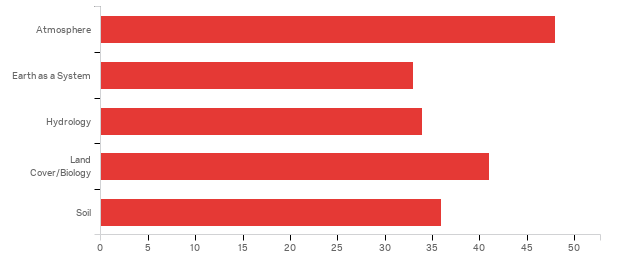 Atmosphere
Earth as a System
Hydrology
Land
Cover/Biology
Soil
0 5 10 15 20 25 30 35 40 45 50